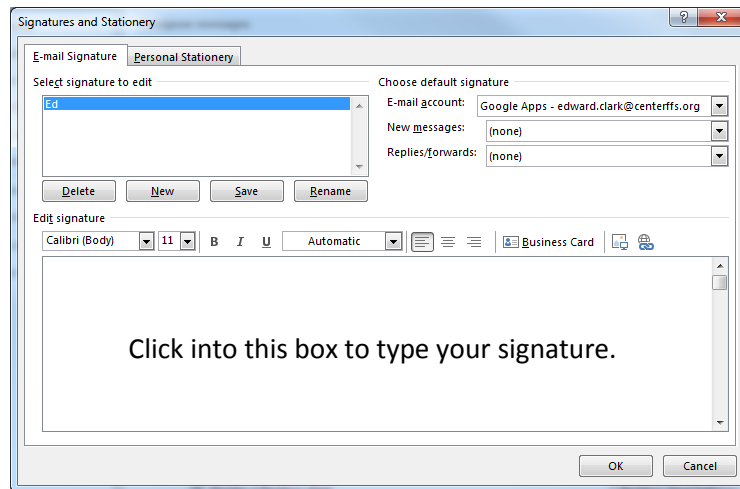 Signatures and Stationery
E-mail Signature Personal Stationery
Select signature to edit Choose default signature
Ed E-mail account: Google Apps - edward.clark@centerffs.org
New messages: (none)
Replies/forwards: (none)
Delete New Save Rename
Edit signature
Calibri (Body) 11 B I U Automatic Business Card
Click into this box to type your signature.
OK Cancel